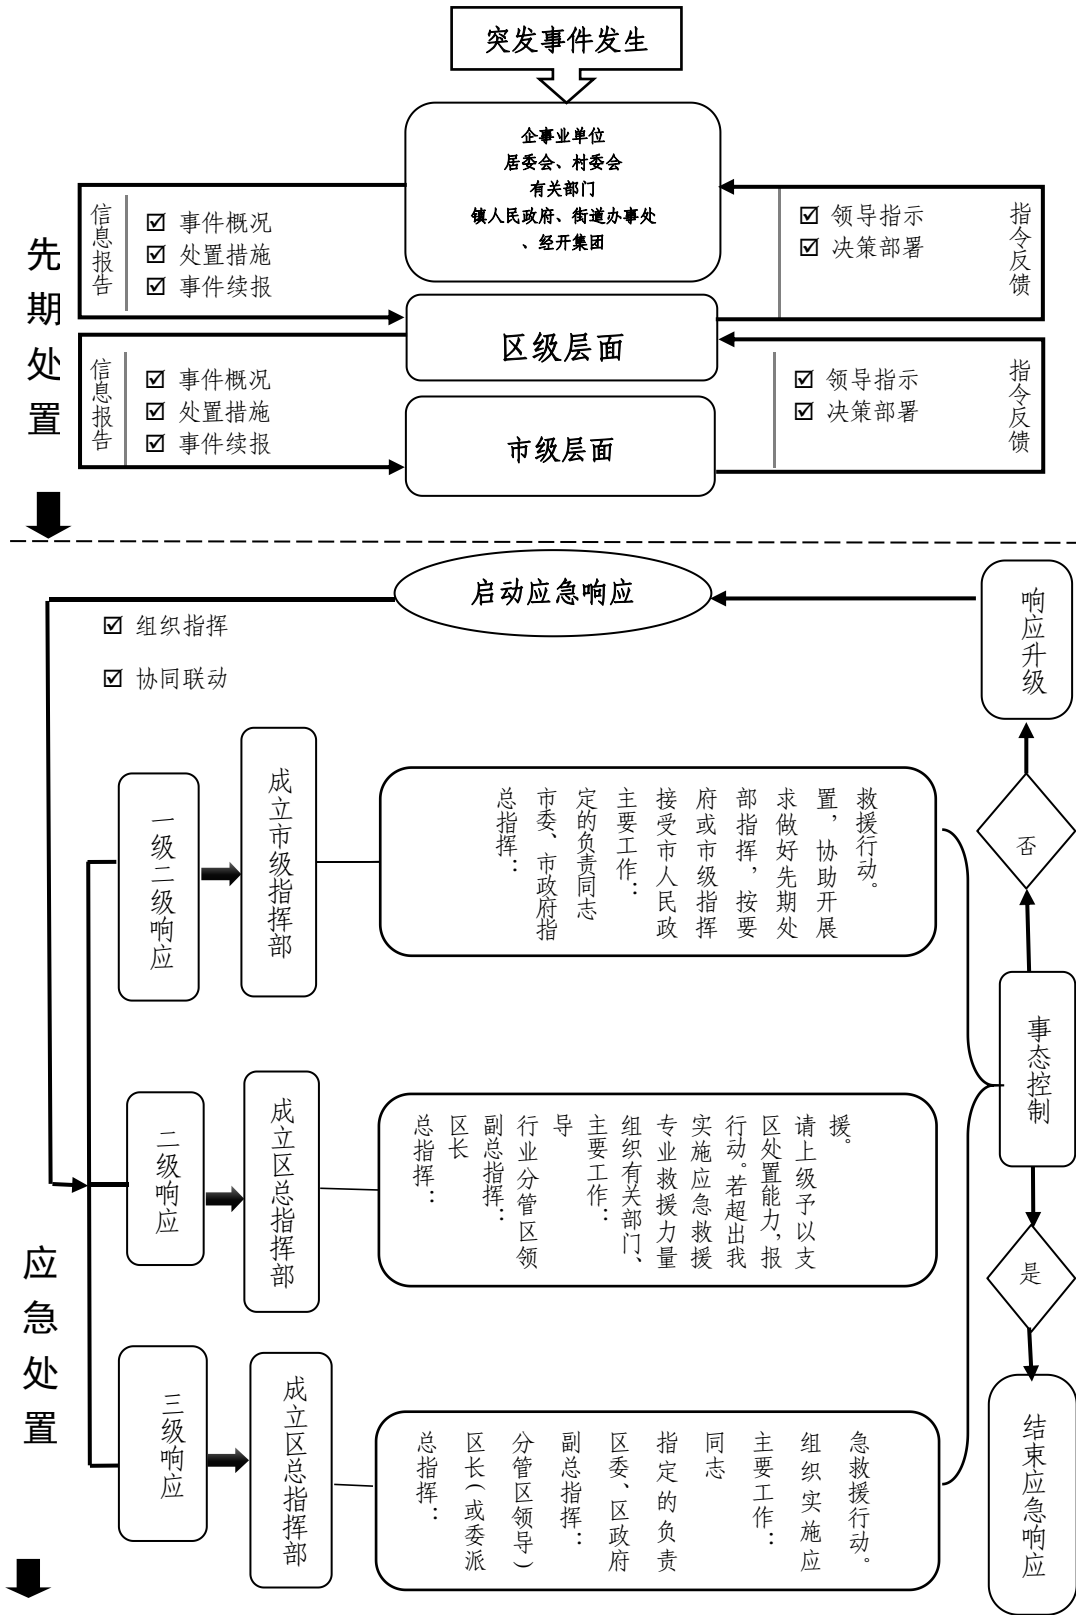 突发事件发生
企事业单位
居委会、村委会
有关部门
镇人民政府、街道办事处
、经开集团
先期处置
信息报告
☑ 事件概况
☑ 处置措施
☑ 事件续报
☑ 领导指示
☑ 决策部署
指令反馈
区级层面
信息报告
☑ 事件概况
☑ 处置措施
☑ 事件续报
☑ 领导指示
☑ 决策部署
指令反馈
市级层面
启动应急响应
响应升级
☑ 组织指挥
☑ 协同联动
应急处置
一级二级响应
成立市级指挥部
总指挥：
市委、市政府指
定的负责同志
主要工作：
接受市人民政
府或市级指挥
部指挥，按要
求做好先期处
置，协助开展
救援行动。
否
事态控制
二级响应
成立区总指挥部
总指挥：
区长
副总指挥：
行业分管区领
导
主要工作：
组织有关部门、
专业救援力量
实施应急救援
行动。若超出我
区处置能力,报
请上级予以支
援。
是
三级响应
成立区总指挥部
总指挥：
区长(或委派
分管区领导)
副总指挥：
区委、区政府
指定的负责
同志
主要工作：
组织实施应
急救援行动。
结束应急响应